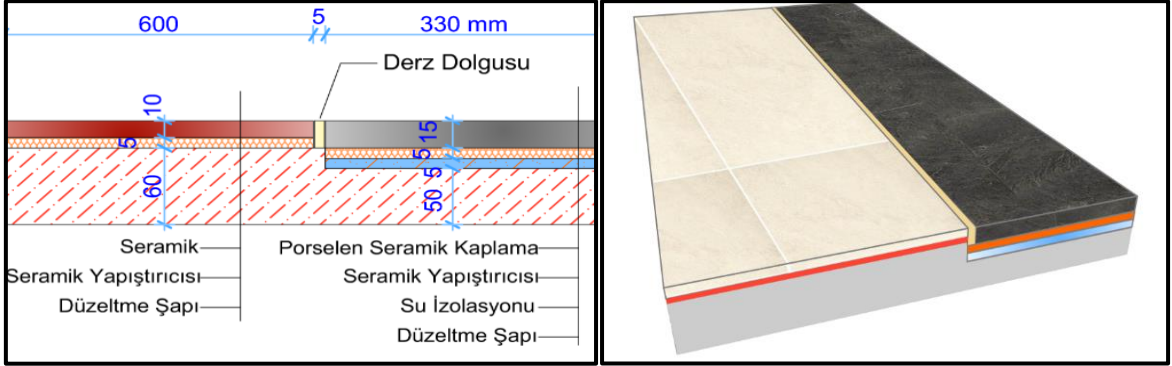 600
5
330 mm
Derz Dolgusu
10
5
60
15
5
5
50
Seramik
Seramik Yapıştırıcısı
Düzeltme Şapı
Porselen Seramik Kaplama
Seramik Yapıştırıcısı
Su İzolasyonu
Düzeltme Şapı